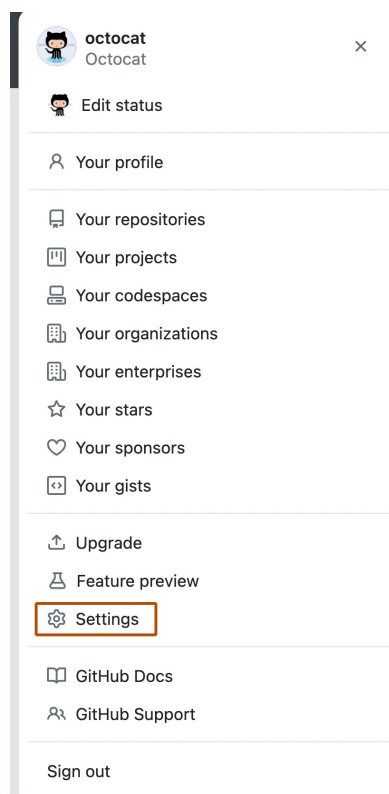 octocat
Octocat
Edit status
Your profile
Your repositories
Your projects
Your codespaces
Your organizations
Your enterprises
Your stars
Your sponsors
Your gists
Upgrade
Feature preview
Settings
GitHub Docs
GitHub Support
Sign out